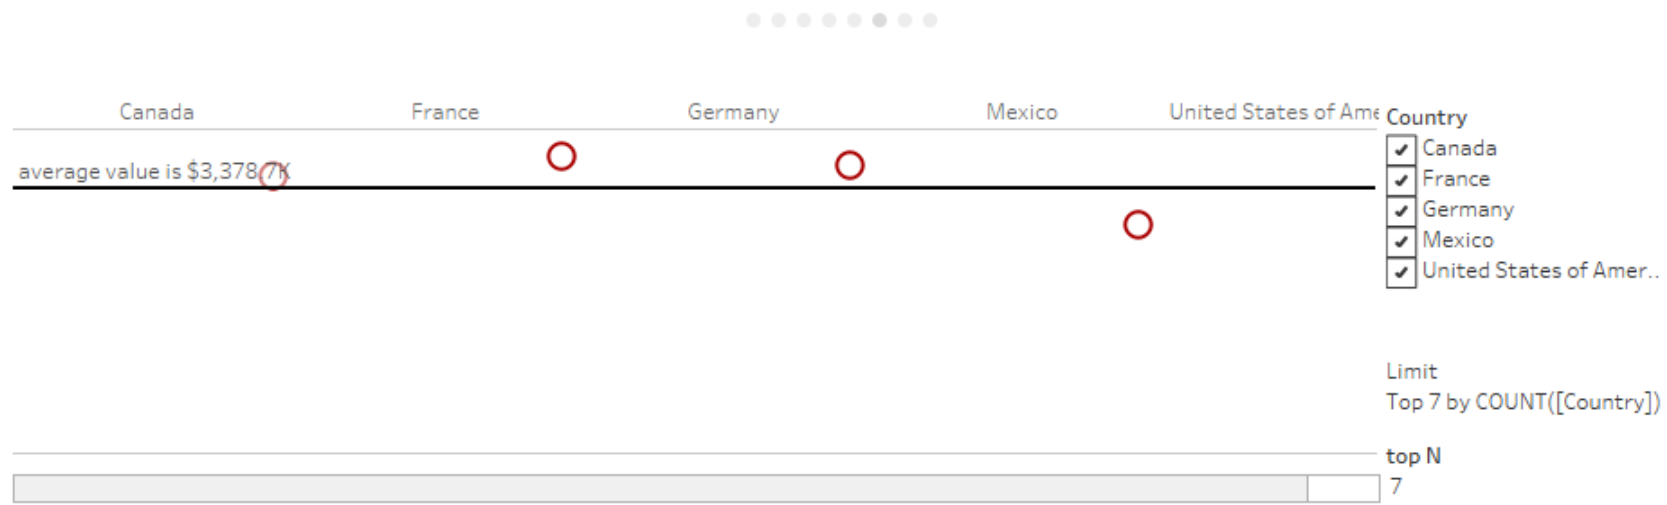 Canada France Germany Mexico United States of Ame
average value is $3,378.7K
Country
Canada
France
Germany
Mexico
United States of Amer..
Limit
Top 7 by COUNT([Country])
top N
7